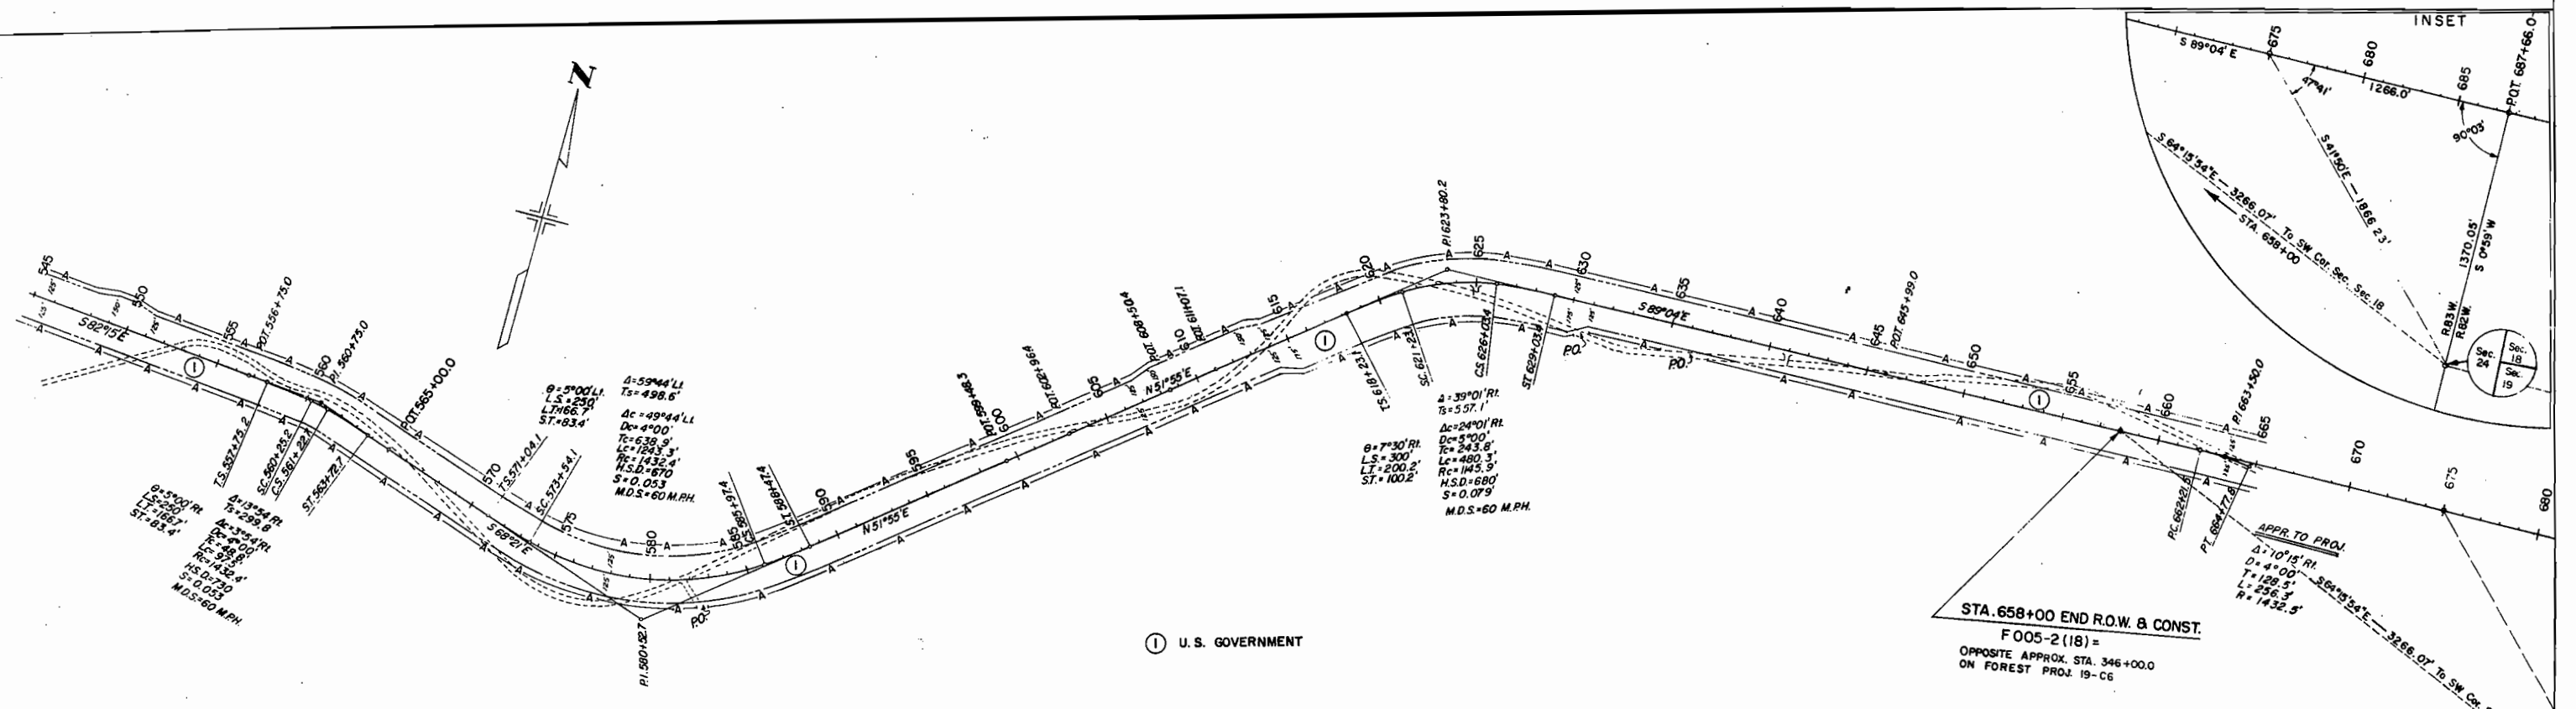 INSET
S 89°04' E
675
680
685
P.O.T. 687+66.0
47°41'
1266.0'
90°03'
S 41°50'E — 1866.23'
S 64°15'54"E — 3266.07' To SW Cor. Sec. 18
STA. 658+00
1370.05'
S 0°59' W
R.83W.
R.82W.
Sec. 24
Sec. 18
Sec. 19
N
545
550
555
P.O.T. 556+75.0
560
P.I. 560+75.0
P.O.T. 565+00.0
570
T.S. 571+04.1
S.C. 573+54.1
575
580
585
C.S. 585+97.4
S.T. 588+47.4
590
595
P.O.T. 599+48.3
600
P.O.T. 602+96.4
605
P.O.T. 608+50.4
610
P.O.T. 611+07.1
615
620
P.I. 623+80.2
625
630
635
640
645
P.O.T. 645+99.0
650
655
660
P.I. 663+50.0
665
670
675
680
S 82°15'E
S 68°21'E
N 51°55'E
N 51°55'E
S 89°04'E
T.S. 557+75.2
S.C. 560+25.2
C.S. 561+22.7
S.T. 563+72.7
θ=5°00' Rt.
L.S.=250'
L.T.=166.7'
S.T.=83.4'
Δ=13°54' Rt.
Ts=299.8'
Δc=3°54' Rt.
Dc=4°00'
Tc=48.8'
Lc=97.5'
Rc=1432.4'
H.S.D.=730
S=0.053
M.D.S.=60 M.P.H.
θ=5°00' Lt.
L.S.=250'
L.T.=166.7'
S.T.=83.4'
Δ=59°44' Lt.
Ts=498.6'
Δc=49°44' Lt.
Dc=4°00'
Tc=638.9'
Lc=1243.3'
Rc=1432.4'
H.S.D.=670
S=0.053
M.D.S.=60 M.P.H.
P.I. 580+52.7
P.O.
T.S. 618+23.1
S.C. 621+23.1
C.S. 626+03.4
S.T. 629+03.4
P.O.
P.O.
θ=7°30' Rt.
L.S.=300'
L.T.=200.2'
S.T.=100.2'
Δ=39°01' Rt.
Ts=557.1'
Δc=24°01' Rt.
Dc=5°00'
Tc=243.8'
Lc=480.3'
Rc=1145.9'
H.S.D.=680'
S=0.079'
M.D.S.=60 M.P.H.
① U.S. GOVERNMENT
P.C. 662+21.5
P.T. 664+77.8
APPR. TO PROJ.
Δ=10°15' Rt.
D=4°00'
T=128.5'
L=256.3'
R=1432.5'
S 64°15'54"E — 3266.07' To SW Cor.
STA. 658+00 END R.O.W. & CONST.
F 005-2 (18) =
OPPOSITE APPROX. STA. 346+00.0
ON FOREST PROJ. 19-C6